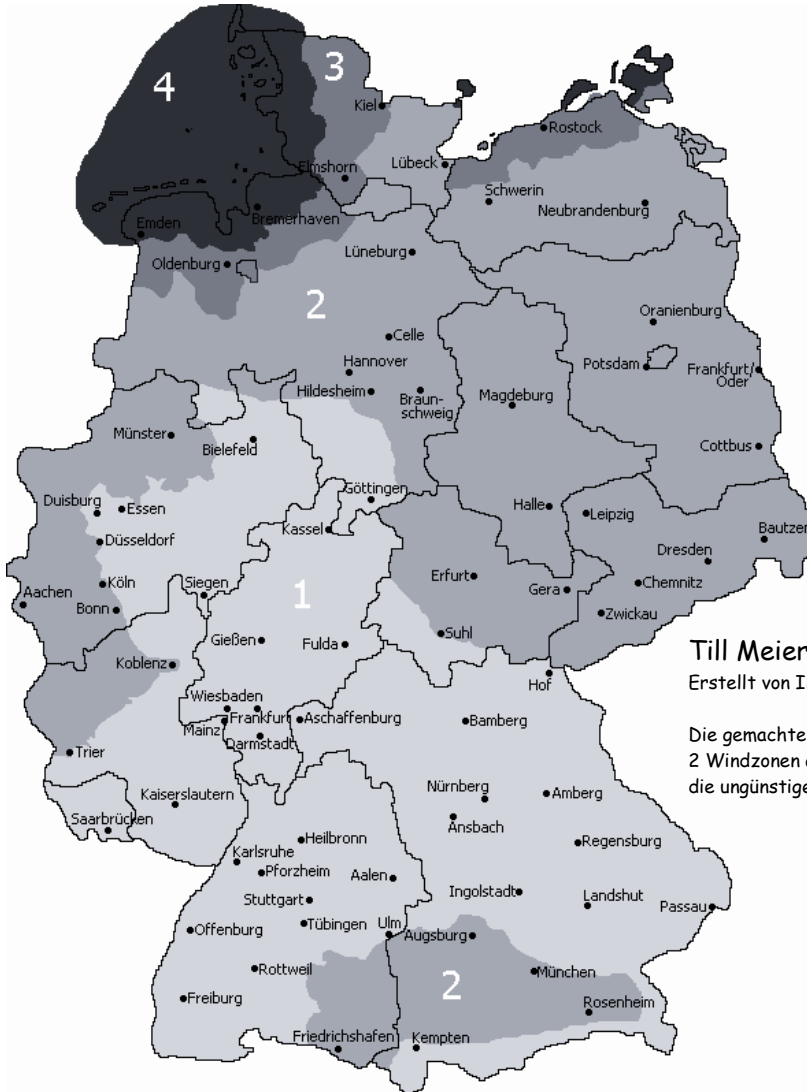 4
3
Kiel
Rostock
Lübeck
Elmshorn
Schwerin
Neubrandenburg
Bremerhaven
Emden
Lüneburg
Oldenburg
2
Oranienburg
Celle
Hannover
Potsdam
Frankfurt/
Oder
Hildesheim
Braun-
schweig
Magdeburg
Münster
Bielefeld
Cottbus
Göttingen
Duisburg
Essen
Halle
Leipzig
Kassel
Düsseldorf
Bautzen
Dresden
Erfurt
Siegen
Köln
1
Gera
Chemnitz
Aachen
Bonn
Zwickau
Suhl
Gießen
Fulda
Till Meier
Koblenz
Hof
Erstellt von I
Wiesbaden
Frankfurt
Aschaffenburg
Bamberg
Mainz
Darmstadt
Die gemachte
Trier
2 Windzonen
die ungünstige
Nürnberg
Amberg
Kaiserslautern
Ansbach
Saarbrücken
Heilbronn
Regensburg
Karlsruhe
Pforzheim
Aalen
Ingolstadt
Stuttgart
Landshut
Passau
Tübingen
Ulm
Offenburg
Augsburg
Rottweil
München
2
Freiburg
Rosenheim
Friedrichshafen
Kempten